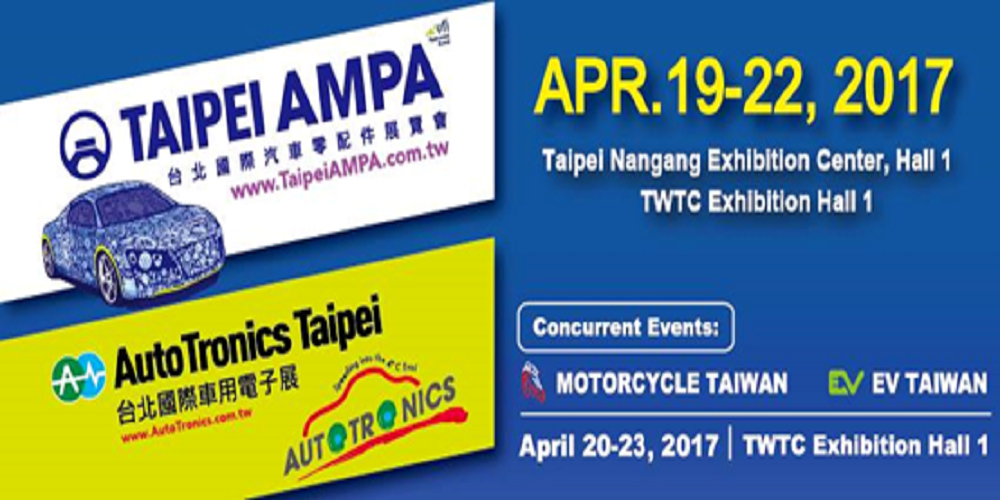 TAIPEI AMPA
台北國際汽車零配件展覽會
www.TaipeiAMPA.com.tw
AutoTronics Taipei
台北國際車用電子展
www.AutoTronics.com.tw
AUTOTRONICS
APR.19-22, 2017
Taipei Nangang Exhibition Center, Hall 1
TWTC Exhibition Hall 1
Concurrent Events:
MOTORCYCLE TAIWAN
EV EV TAIWAN
April 20-23, 2017 | TWTC Exhibition Hall 1